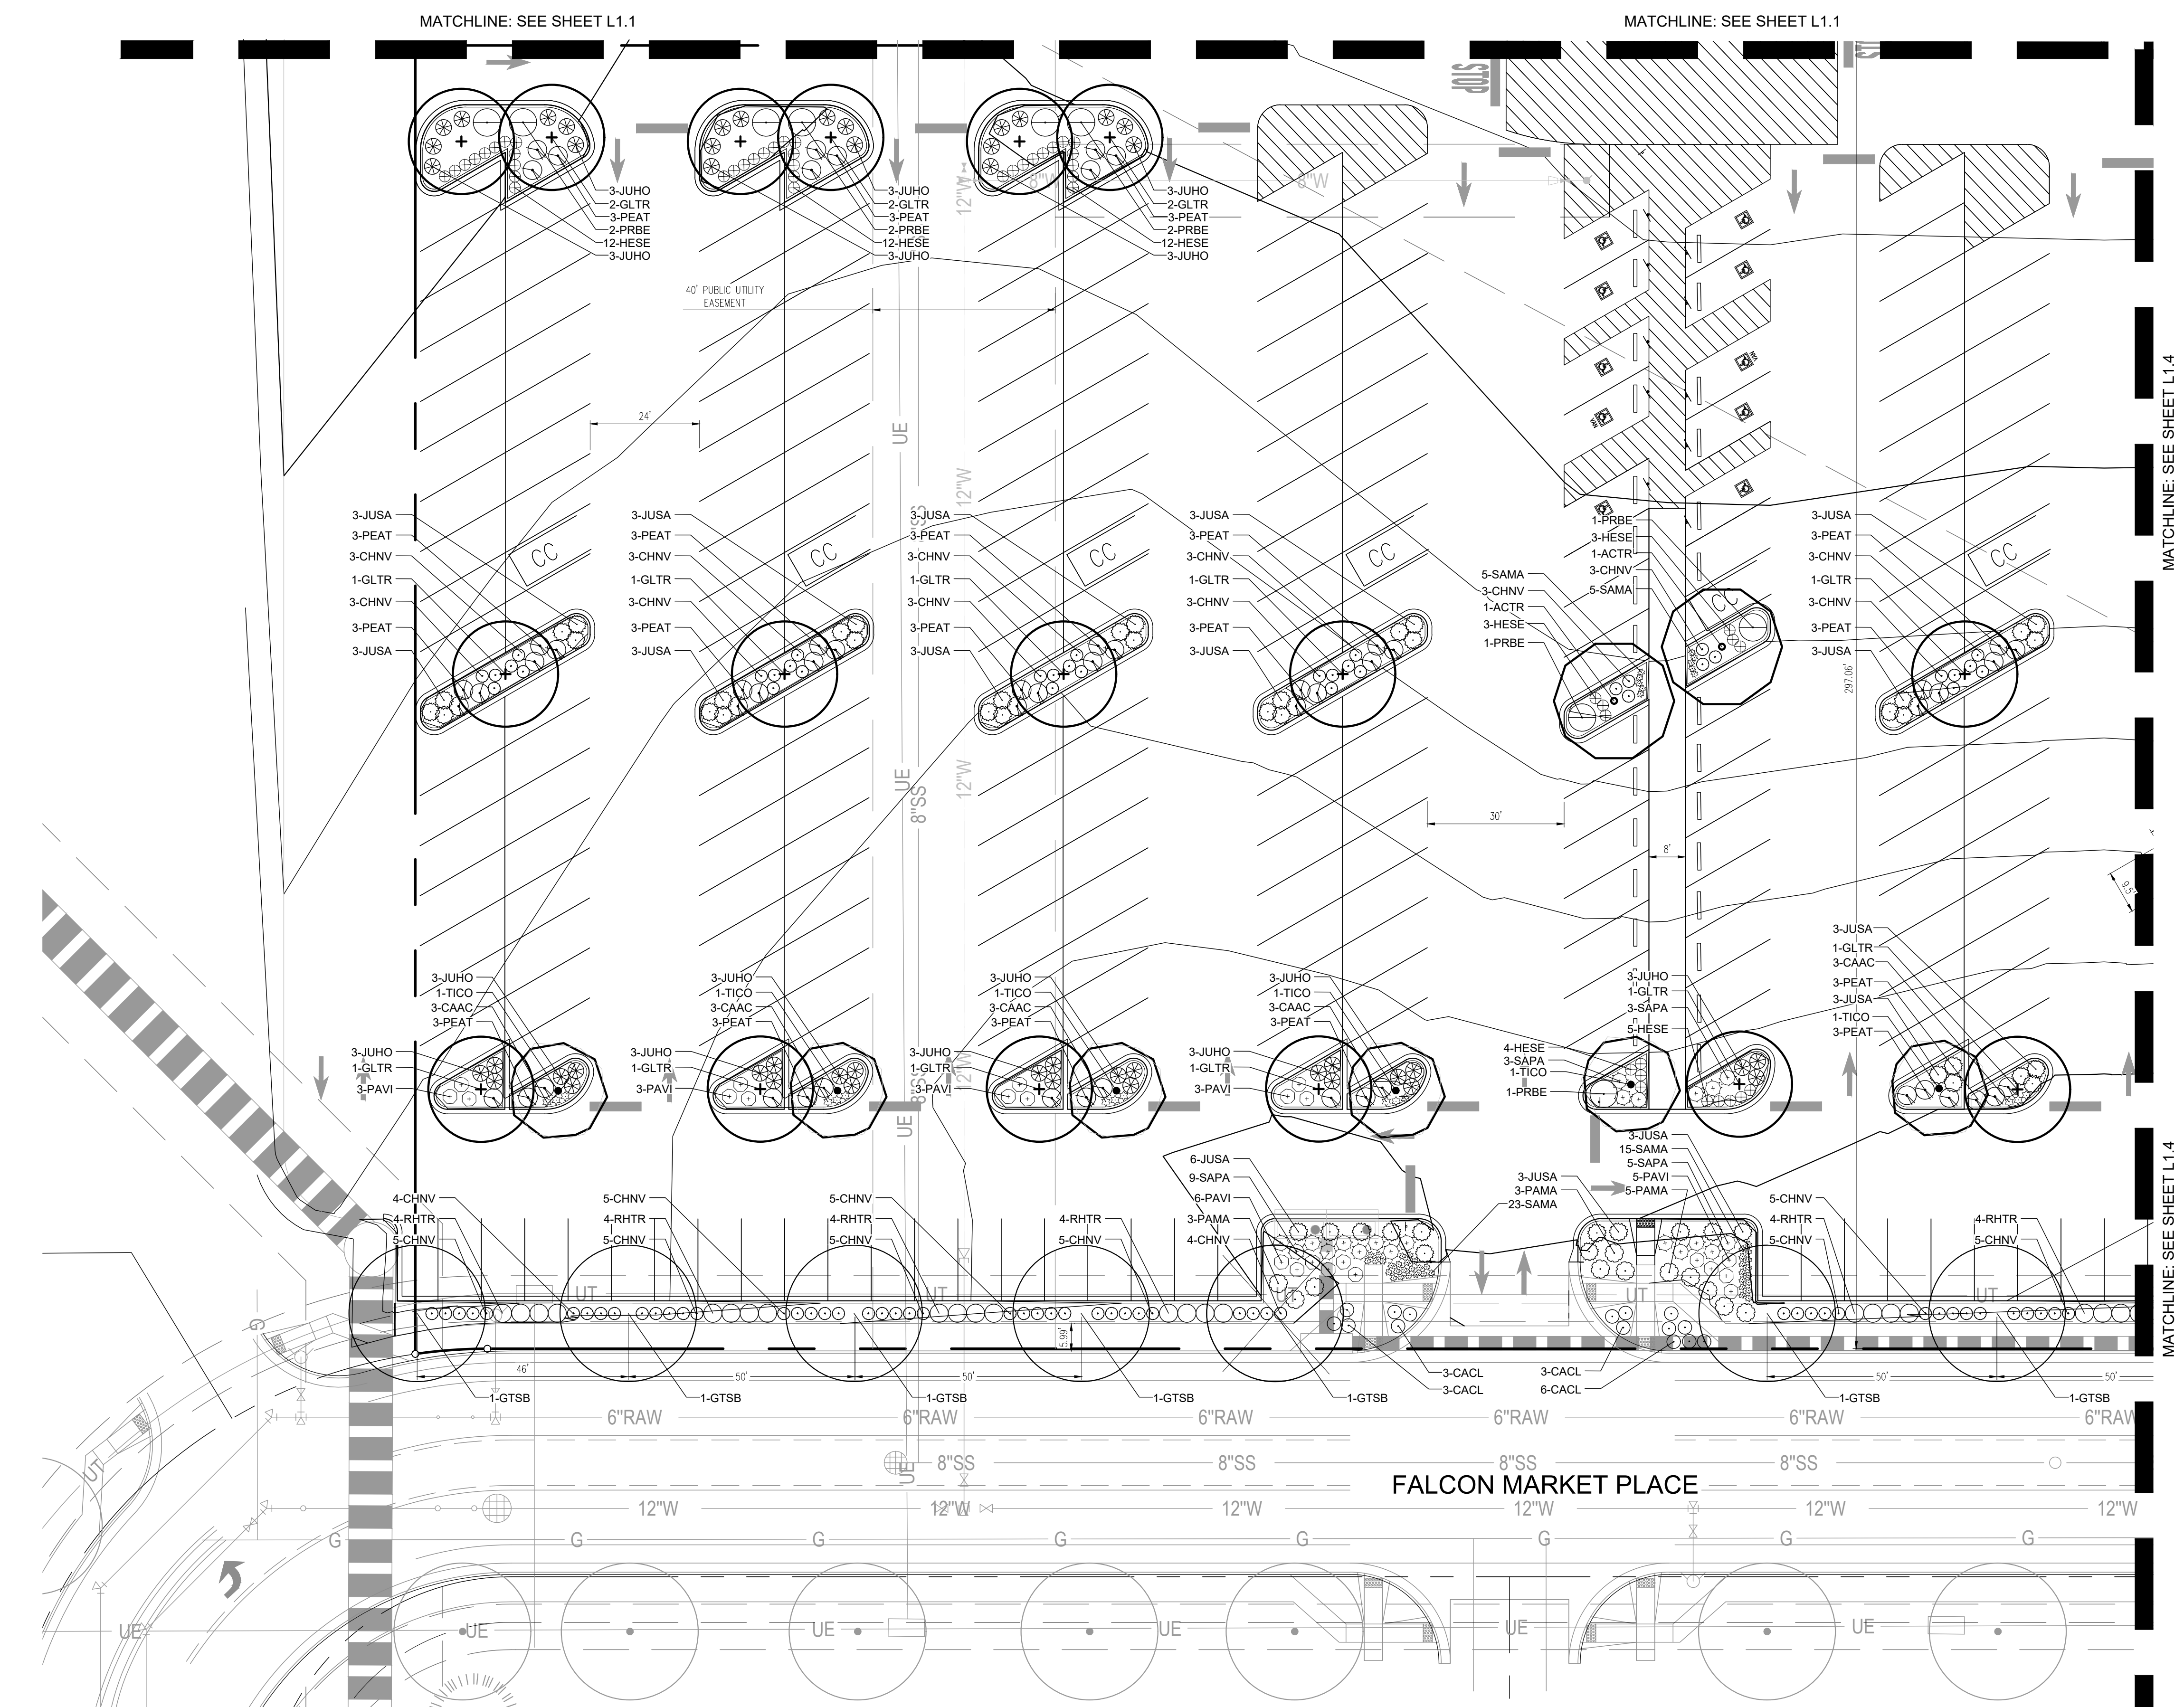 MATCHLINE: SEE SHEET L1.1
MATCHLINE: SEE SHEET L1.1
STOP
3-JUHO
2-GLTR
3-PEAT
2-PRBE
12-HESE
3-JUHO
3-JUHO
2-GLTR
3-PEAT
2-PRBE
12-HESE
3-JUHO
3-JUHO
2-GLTR
3-PEAT
2-PRBE
12-HESE
3-JUHO
12"W
8"W
8"W
40' PUBLIC UTILITY
EASEMENT
24'
UE
12"W
8"SS
MATCHLINE: SEE SHEET L1.4
3-JUSA
3-PEAT
3-CHNV
1-GLTR
3-CHNV
3-PEAT
3-JUSA
CC
3-JUSA
3-PEAT
3-CHNV
1-GLTR
3-CHNV
3-PEAT
3-JUSA
CC
3-JUSA
3-PEAT
3-CHNV
1-GLTR
3-CHNV
3-PEAT
3-JUSA
CC
3-JUSA
3-PEAT
3-CHNV
1-GLTR
3-CHNV
3-PEAT
3-JUSA
CC
5-SAMA
3-CHNV
1-ACTR
3-HESE
1-PRBE
1-PRBE
3-HESE
1-ACTR
3-CHNV
5-SAMA
CC
3-JUSA
3-PEAT
3-CHNV
1-GLTR
3-CHNV
3-PEAT
3-JUSA
CC
297.06'
UE
8"SS
12"W
30'
8'
9.5'
3-JUHO
1-TICO
3-CAAC
3-PEAT
3-JUHO
1-GLTR
3-PAVI
3-JUHO
1-TICO
3-CAAC
3-PEAT
3-JUHO
1-GLTR
3-PAVI
3-JUHO
1-TICO
3-CAAC
3-PEAT
3-JUHO
1-GLTR
3-PAVI
3-JUHO
1-TICO
3-CAAC
3-PEAT
3-JUHO
1-GLTR
3-PAVI
3-JUHO
1-GLTR
3-SAPA
5-HESE
4-HESE
3-SAPA
1-TICO
1-PRBE
3-JUSA
1-GLTR
3-CAAC
3-PEAT
3-JUSA
1-TICO
3-PEAT
UE
8"SS
12"W
MATCHLINE: SEE SHEET L1.4
4-CHNV
4-RHTR
5-CHNV
5-CHNV
4-RHTR
5-CHNV
5-CHNV
4-RHTR
5-CHNV
4-RHTR
5-CHNV
6-JUSA
9-SAPA
6-PAVI
3-PAMA
4-CHNV
3-JUSA
3-PAMA
23-SAMA
3-JUSA
15-SAMA
5-SAPA
5-PAVI
5-PAMA
5-CHNV
4-RHTR
5-CHNV
4-RHTR
5-CHNV
UT
UT
UT
UT
UT
5.99'
46'
50'
50'
50'
50'
3-CACL
3-CACL
3-CACL
6-CACL
1-GTSB
1-GTSB
1-GTSB
1-GTSB
1-GTSB
1-GTSB
1-GTSB
G
UT
6"RAW
6"RAW
6"RAW
6"RAW
6"RAW
6"RAW
UE
8"SS
8"SS
8"SS
8"SS
FALCON MARKET PLACE
12"W
12"W
12"W
12"W
12"W
12"W
G
G
G
G
G
G
G
G
UE
UE
UE
UE
UE
UE